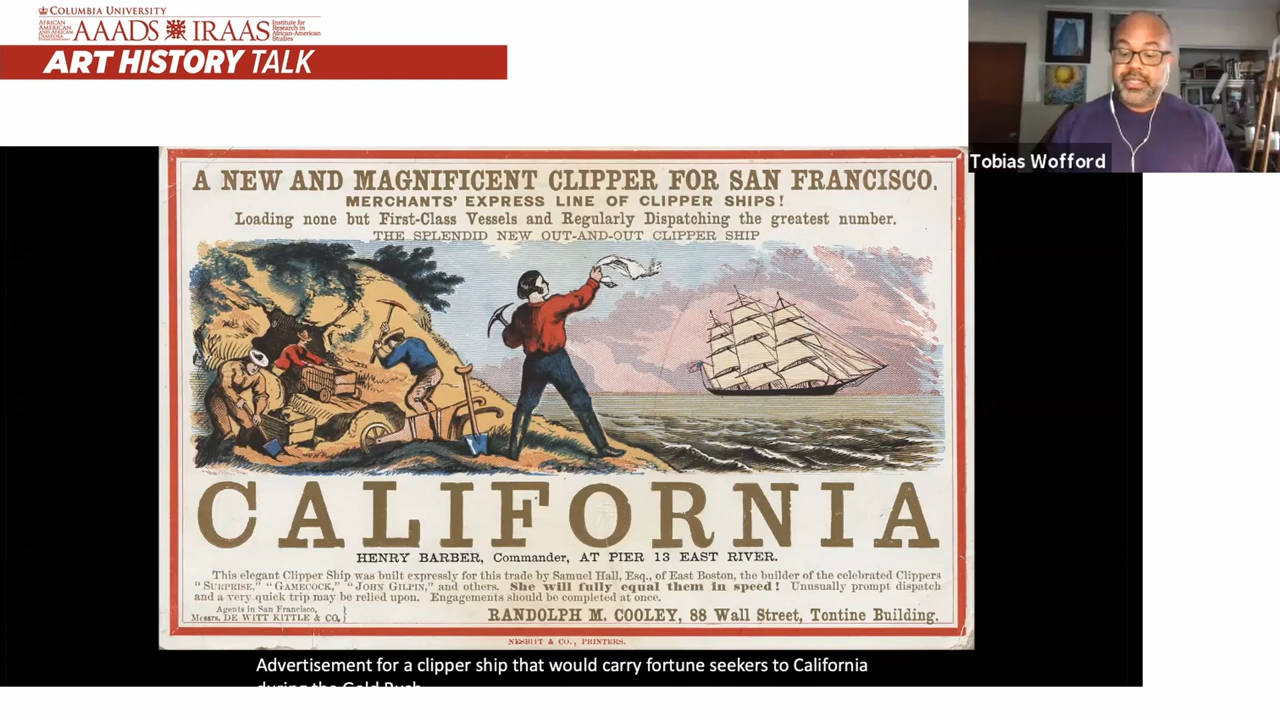 COLUMBIA UNIVERSITY
AFRICAN
AMERICAN
AND AFRICAN
DIASPORA
STUDIES
AAADS
IRAAS
Institute for
Research in
African-American
Studies
ART HISTORY TALK
Tobias Wofford
A NEW AND MAGNIFICENT CLIPPER FOR SAN FRANCISCO.
MERCHANTS' EXPRESS LINE OF CLIPPER SHIPS!
Loading none but First-Class Vessels and Regularly Dispatching the greatest number.
THE SPLENDID NEW OUT-AND-OUT CLIPPER SHIP
CALIFORNIA
HENRY BARBER, Commander, AT PIER 13 EAST RIVER.
This elegant Clipper Ship was built expressly for this trade by Samuel Hall, Esq., of East Boston, the builder of the celebrated Clippers
"SURPRISE," "GAMECOCK," "JOHN GILPIN," and others. She will fully equal them in speed! Unusually prompt dispatch
and a very quick trip may be relied upon. Engagements should be completed at once.
Agents in San Francisco,
Messrs. DE WITT KITTLE & CO.
RANDOLPH M. COOLEY, 88 Wall Street, Tontine Building.
NESBITT & CO., PRINTERS.
Advertisement for a clipper ship that would carry fortune seekers to California
during the Gold Rush